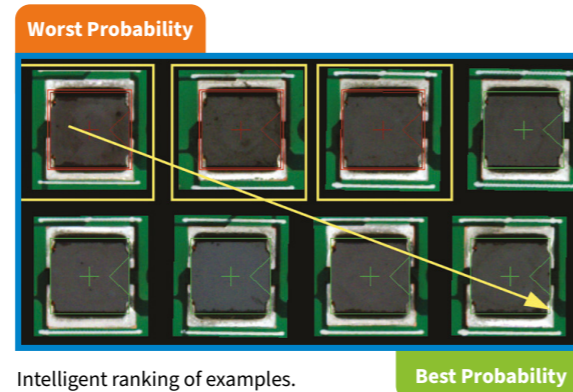 Worst Probability
Intelligent ranking of examples.
Best Probability